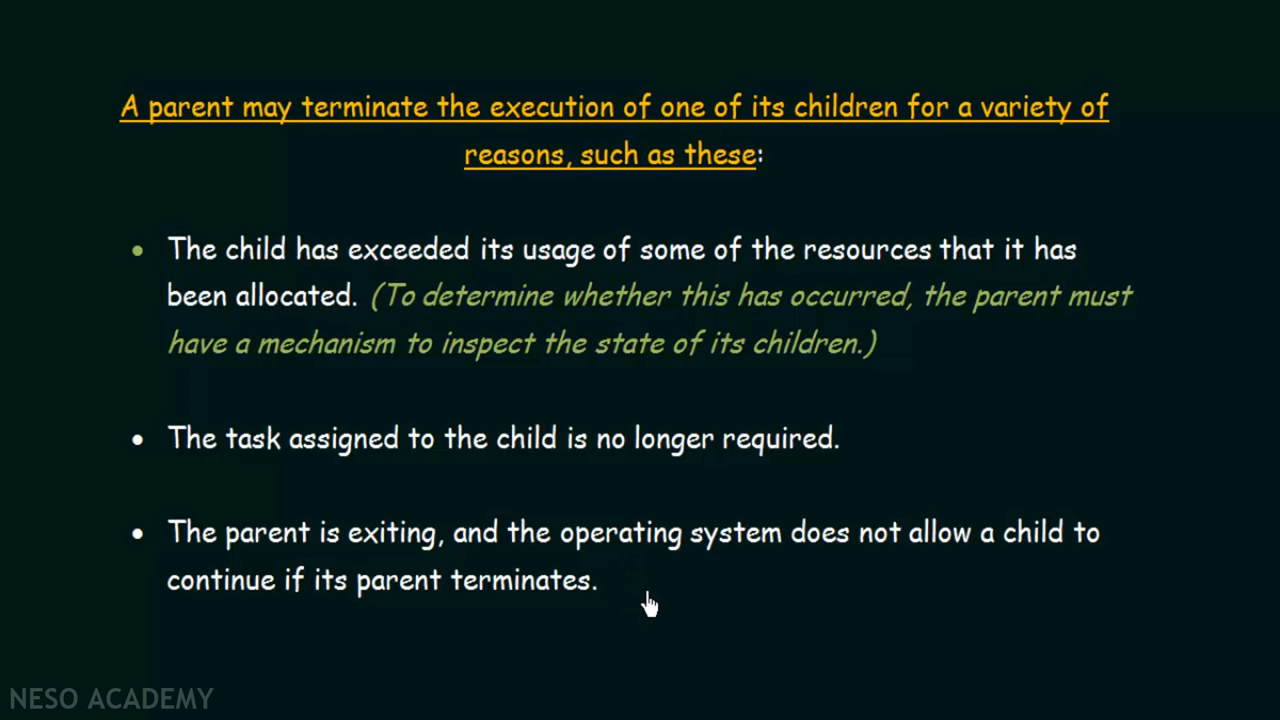 A parent may terminate the execution of one of its children for a variety of
reasons, such as these:
• The child has exceeded its usage of some of the resources that it has
been allocated. (To determine whether this has occurred, the parent must
have a mechanism to inspect the state of its children.)
• The task assigned to the child is no longer required.
• The parent is exiting, and the operating system does not allow a child to
continue if its parent terminates.
NESO ACADEMY